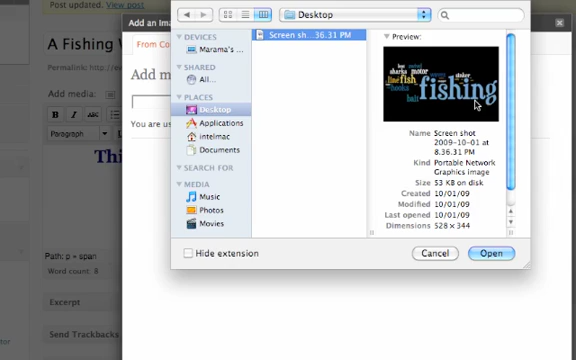 Post updated. View post
Add an Ima
Desktop
A Fishing W
From Co
Permalink: http://e
Add m
Add media:
B I ABC
Paragraph
You are us
Thi
DEVICES
Marama's ...
SHARED
All...
PLACES
Desktop
Applications
intelmac
Documents
SEARCH FOR
MEDIA
Music
Photos
Movies
Screen sh...36.31 PM
Preview:
sharks motor
line fish
hooks
bait
fishing
Name Screen shot
2009-10-01 at
8.36.31 PM
Kind Portable Network
Graphics image
Size 53 KB on disk
Created 10/01/09
Modified 10/01/09
Last opened 10/01/09
Dimensions 528 × 344
Hide extension
Cancel
Open
Path: p » span
Word count: 8
Excerpt
Send Trackbacks
tor